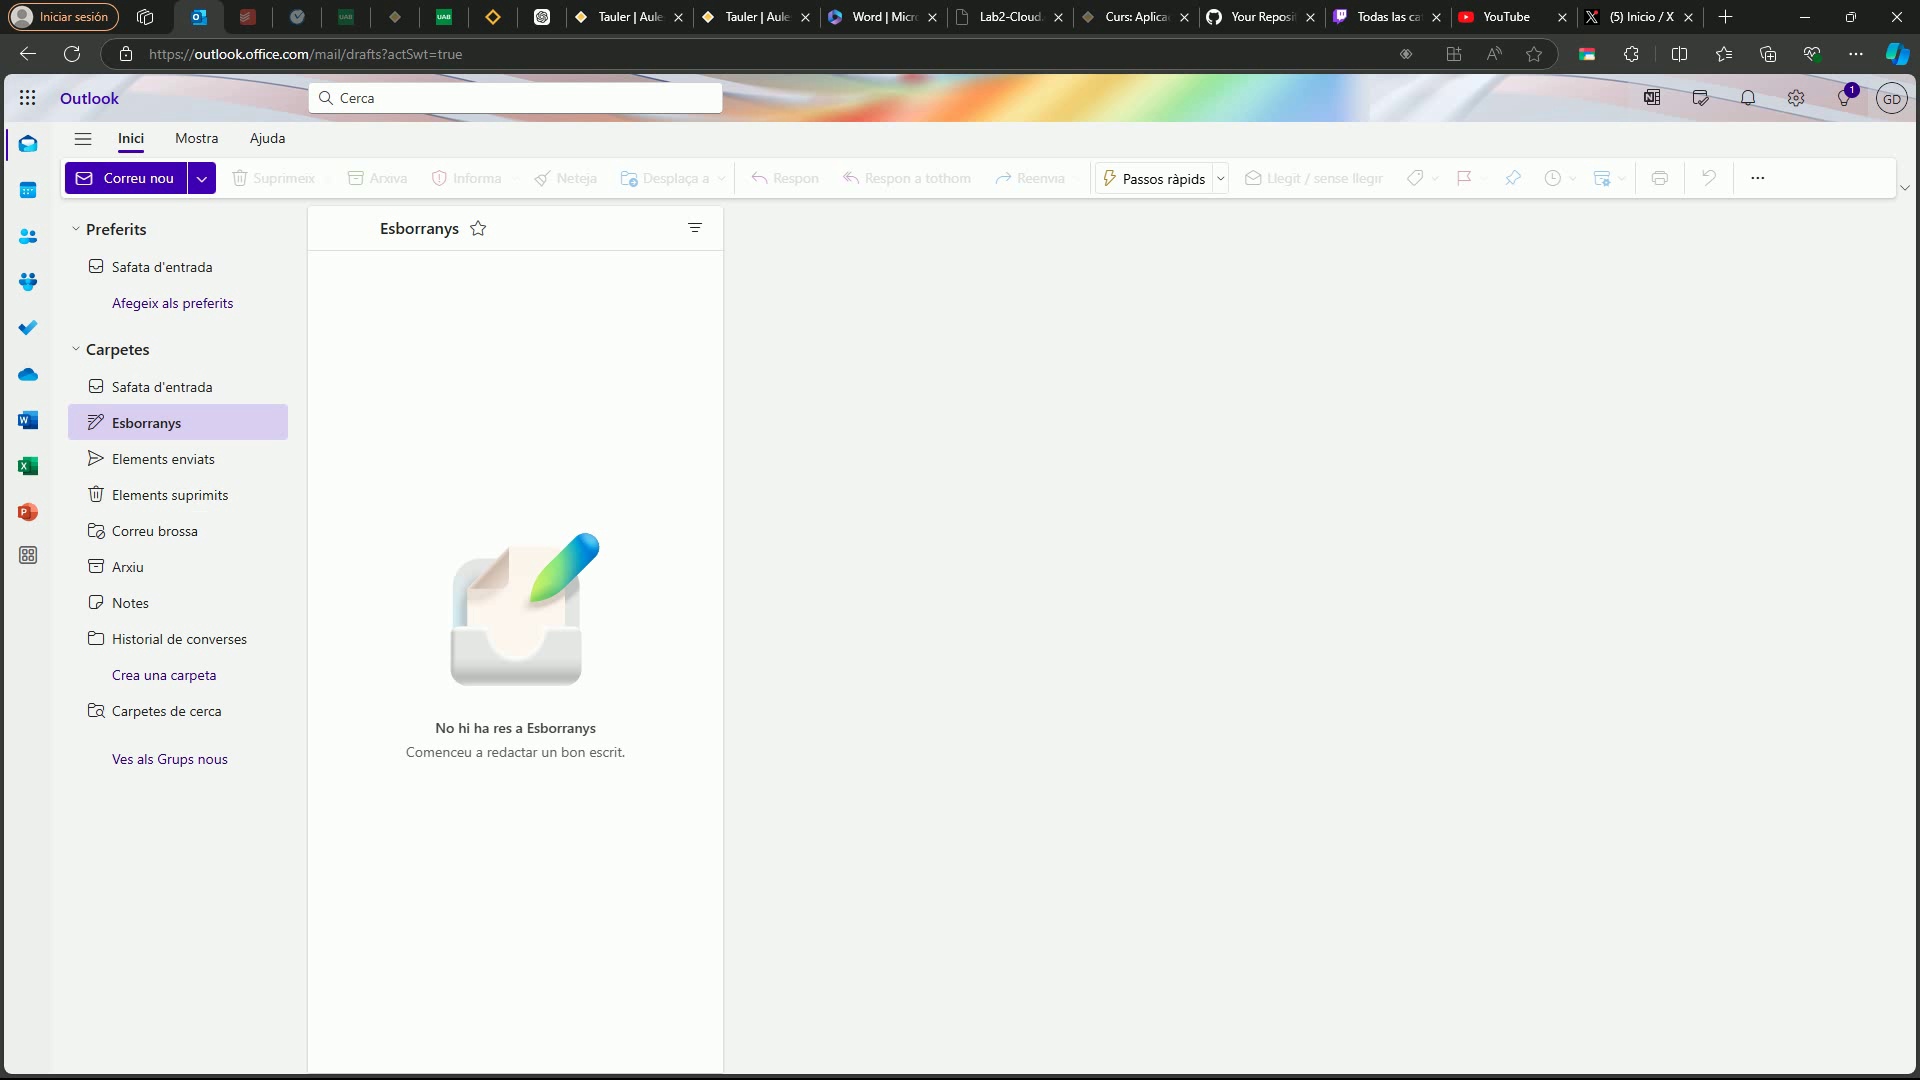 Iniciar sesión
UAB
UAB
Tauler | Aule
Tauler | Aule
Word | Micro
Lab2-Cloud.
Curs: Aplica
Your Reposit
Todas las ca
YouTube
(5) Inicio / X
https://outlook.office.com/mail/drafts?actSwt=true
Outlook
Cerca
1
GD
Inici
Mostra
Ajuda
Correu nou
Suprimeix
Arxiva
Informa
Neteja
Desplaça a
Respon
Respon a tothom
Reenvia
Passos ràpids
Llegit / sense llegir
Preferits
Safata d'entrada
Afegeix als preferits
Carpetes
Safata d'entrada
Esborranys
Elements enviats
Elements suprimits
Correu brossa
Arxiu
Notes
Historial de converses
Crea una carpeta
Carpetes de cerca
Ves als Grups nous
Esborranys
No hi ha res a Esborranys
Comenceu a redactar un bon escrit.